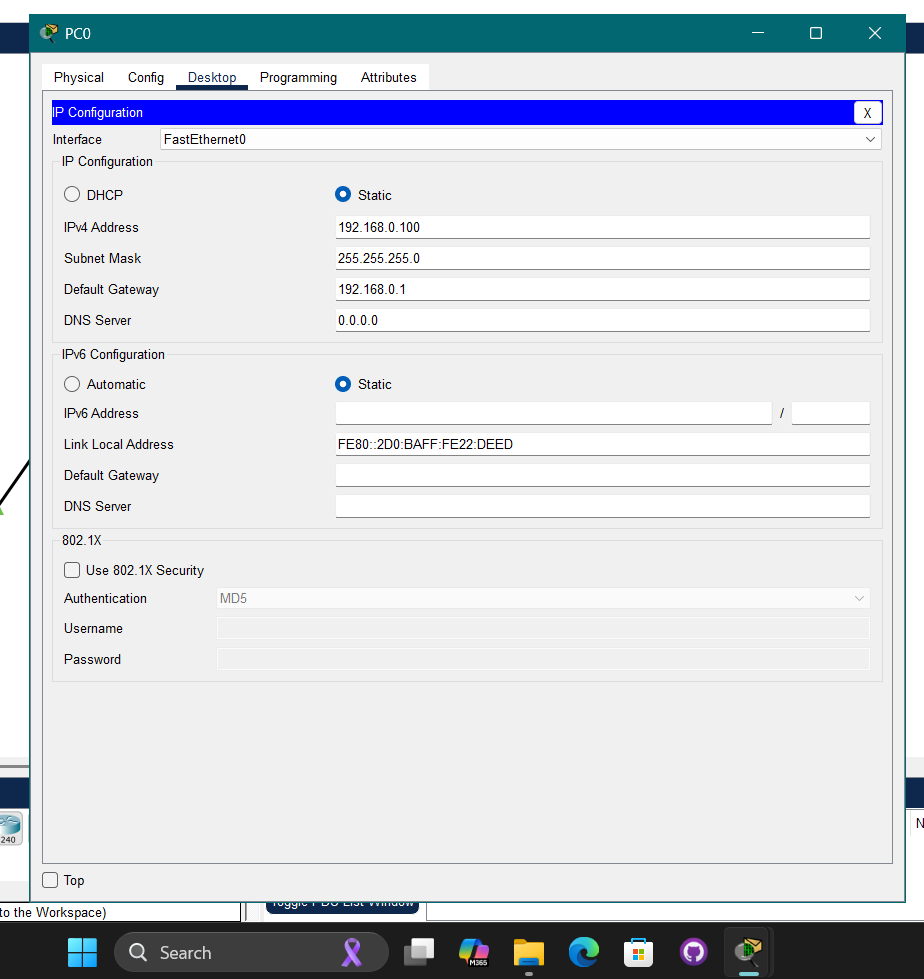 PC0
Physical Config Desktop Programming Attributes
IP Configuration X
Interface FastEthernet0
IP Configuration
DHCP Static
IPv4 Address 192.168.0.100
Subnet Mask 255.255.255.0
Default Gateway 192.168.0.1
DNS Server 0.0.0.0
IPv6 Configuration
Automatic Static
IPv6 Address /
Link Local Address FE80::2D0:BAFF:FE22:DEED
Default Gateway
DNS Server
802.1X
Use 802.1X Security
Authentication MD5
Username
Password
240
N
Top
Toggle PDU List Window
to the Workspace)
Search
M365